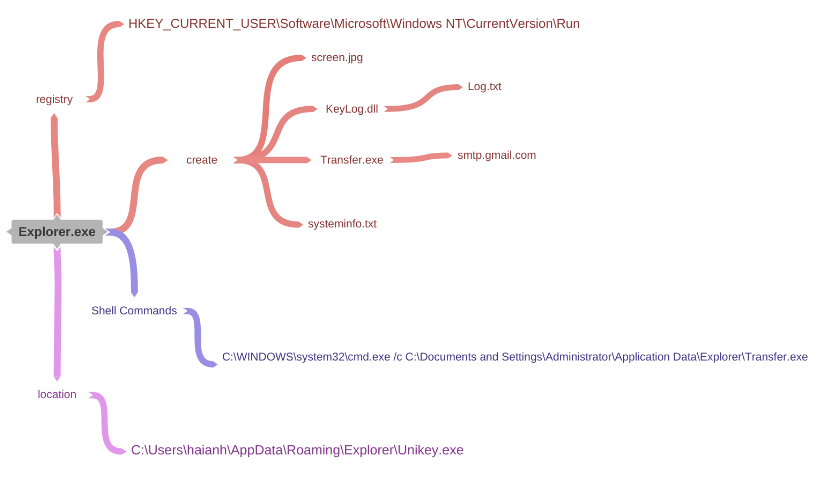 HKEY_CURRENT_USER\Software\Microsoft\Windows NT\CurrentVersion\Run
screen.jpg
Log.txt
registry
KeyLog.dll
create
Transfer.exe
smtp.gmail.com
systeminfo.txt
Explorer.exe
Shell Commands
C:\WINDOWS\system32\cmd.exe /c C:\Documents and Settings\Administrator\Application Data\Explorer\Transfer.exe
location
C:\Users\haianh\AppData\Roaming\Explorer\Unikey.exe